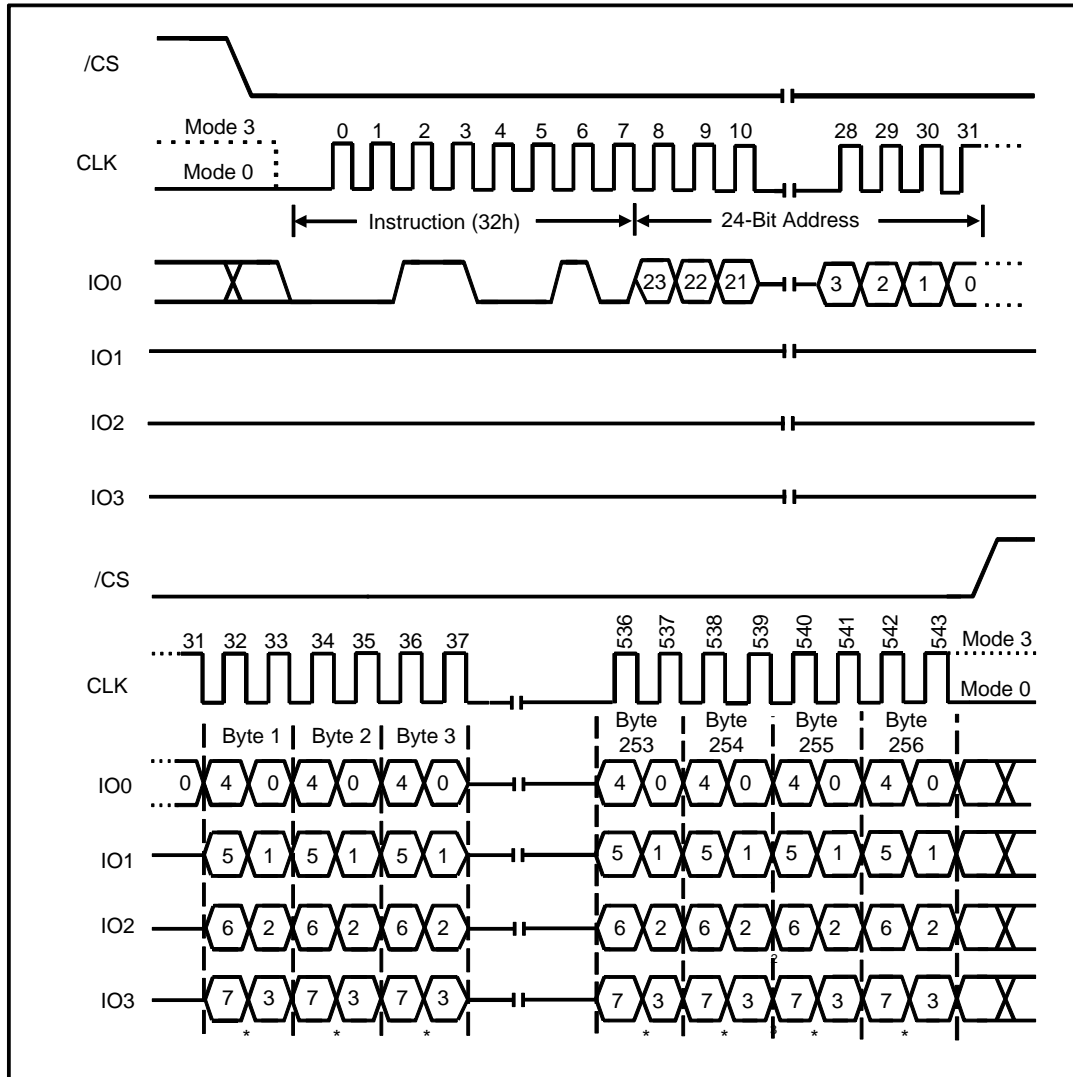 /CS
Mode 3
0 1 2 3 4 5 6 7 8 9 10 28 29 30 31
CLK
Mode 0
Instruction (32h) 24-Bit Address
IO0 23 22 21 3 2 1 0
IO1
IO2
IO3
/CS
31 32 33 34 35 36 37 536 537 538 539 540 541 542 543 Mode 3
CLK
Mode 0
Byte 1 Byte 2 Byte 3 Byte 253 Byte 254 Byte 255 Byte 256
IO0 0 4 0 4 0 4 0 4 0 4 0 4 0 4 0
IO1 5 1 5 1 5 1 5 1 5 1 5 1 5 1
IO2 6 2 6 2 6 2 6 2 6 2 6 2 6 2
2
IO3 7 3 7 3 7 3 7 3 7 3 7 3 7 3
* * * * * * *